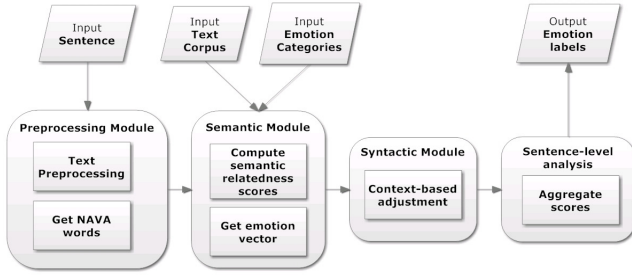 Input
Sentence
Input
Text
Corpus
Input
Emotion
Categories
Output
Emotion
labels
Preprocessing Module
Text
Preprocessing
Get NAVA
words
Semantic Module
Compute
semantic
relatedness
scores
Get emotion
vector
Syntactic Module
Context-based
adjustment
Sentence-level
analysis
Aggregate
scores